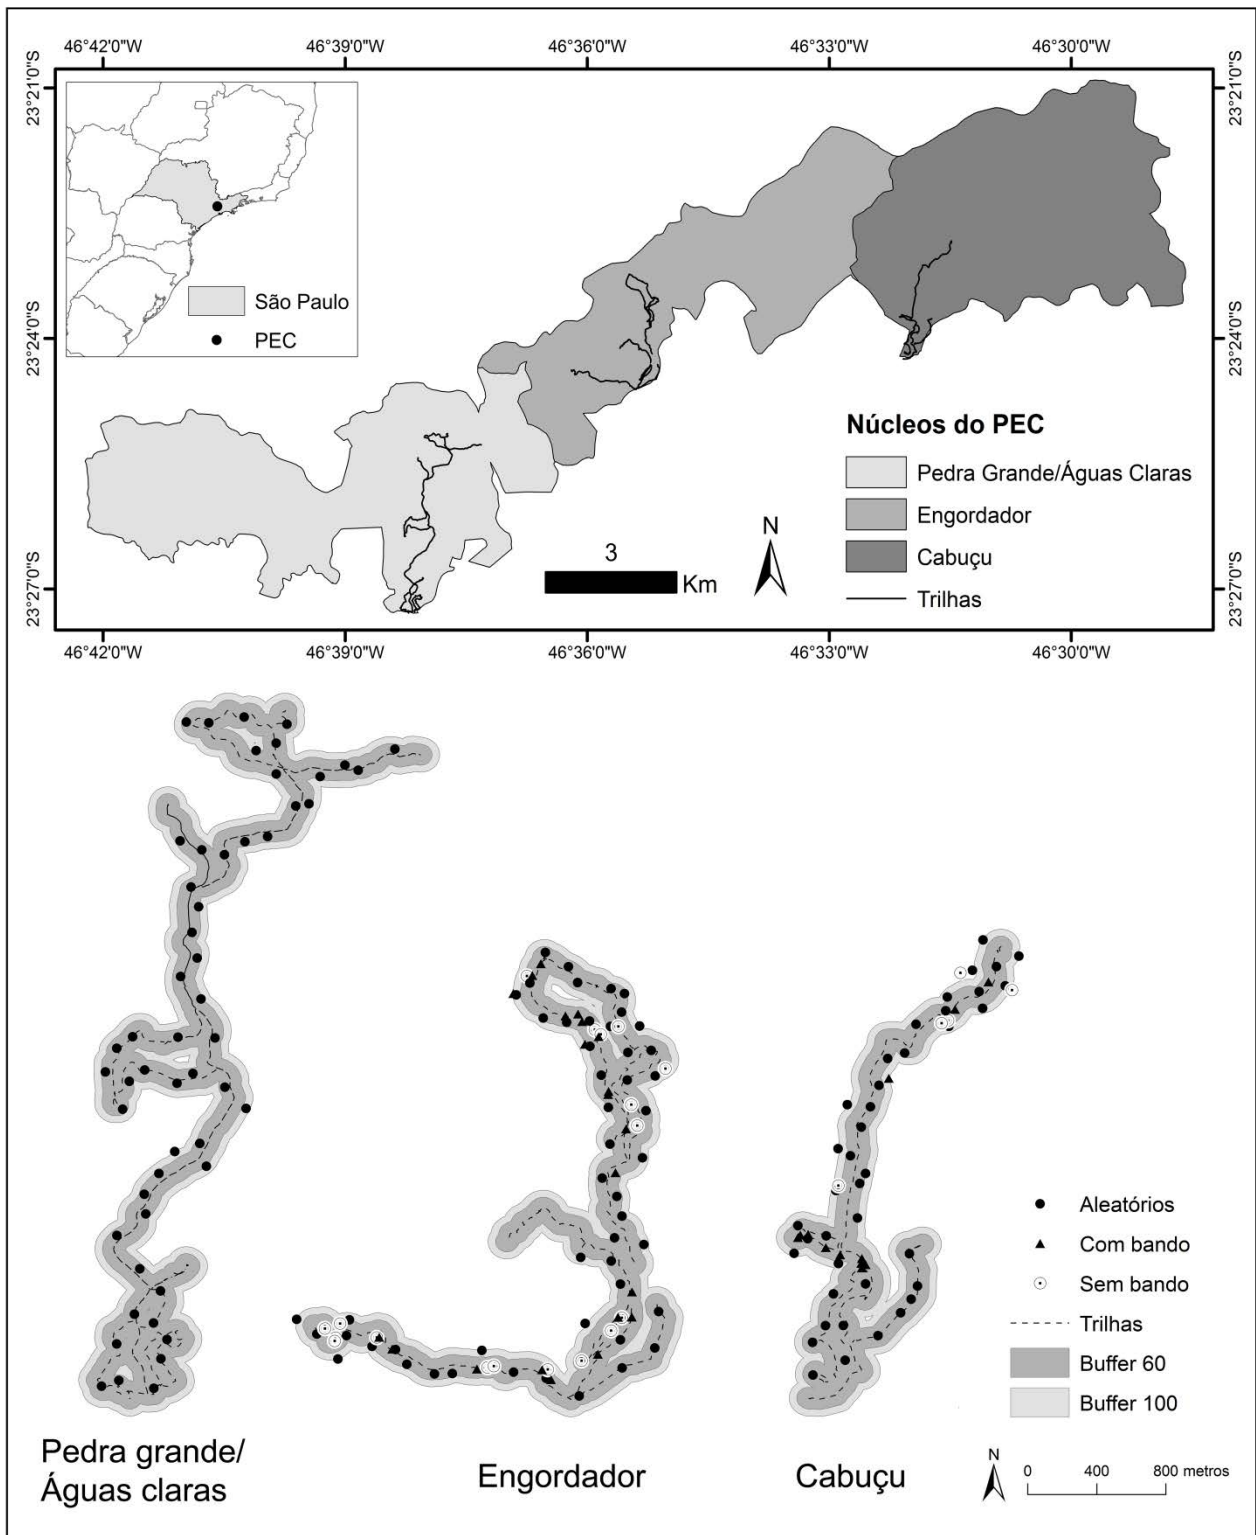 46°42'0"W 46°39'0"W 46°36'0"W 46°33'0"W 46°30'0"W
23°21'0"S 23°21'0"S
São Paulo
PEC
23°24'0"S 23°24'0"S
Núcleos do PEC
Pedra Grande/Águas Claras
Engordador
Cabuçu
Trilhas
N
3
Km
23°27'0"S 23°27'0"S
46°42'0"W 46°39'0"W 46°36'0"W 46°33'0"W 46°30'0"W
Aleatórios
Com bando
Sem bando
Trilhas
Buffer 60
Buffer 100
Pedra grande/
Águas claras
Engordador
Cabuçu
N
0 400 800 metros